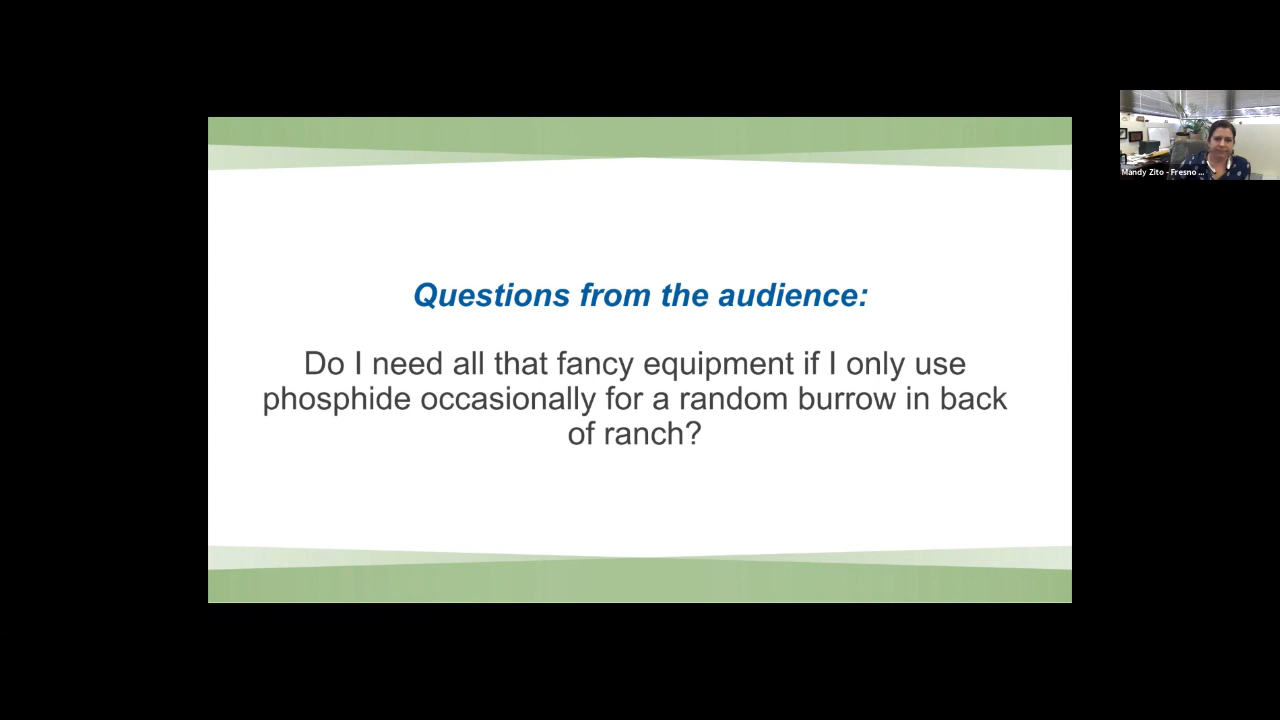 Questions from the audience:
Do I need all that fancy equipment if I only use
phosphide occasionally for a random burrow in back
of ranch?
Mandy Zito - Fresno ...